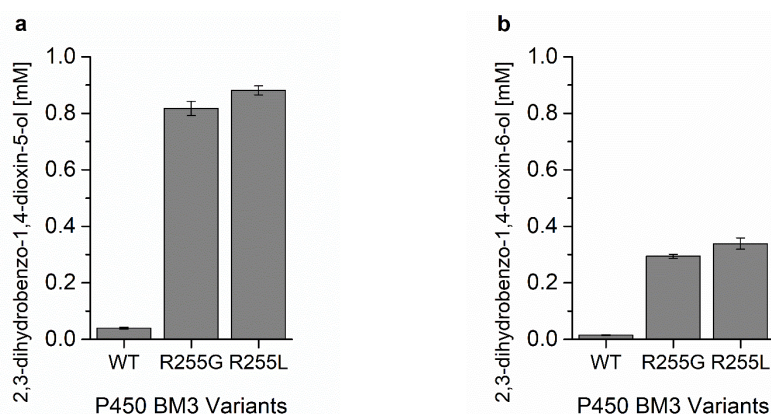 a
2,3-dihydrobenzo-1,4-dioxin-5-ol [mM]
1.0
0.8
0.6
0.4
0.2
0.0
WT R255G R255L
P450 BM3 Variants
b
2,3-dihydrobenzo-1,4-dioxin-6-ol [mM]
1.0
0.8
0.6
0.4
0.2
0.0
WT R255G R255L
P450 BM3 Variants